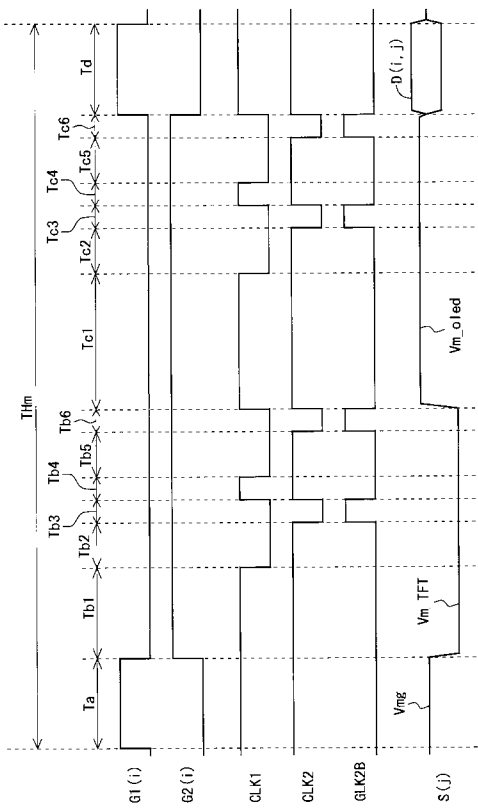 THm
Ta
Tb1
Tb2
Tb3
Tb4
Tb5
Tb6
Tc1
Tc2
Tc3
Tc4
Tc5
Tc6
Td
G1(i)
G2(i)
CLK1
CLK2
GLK2B
S(j)
Vmg
Vm_TFT
Vm_oled
D(i,j)